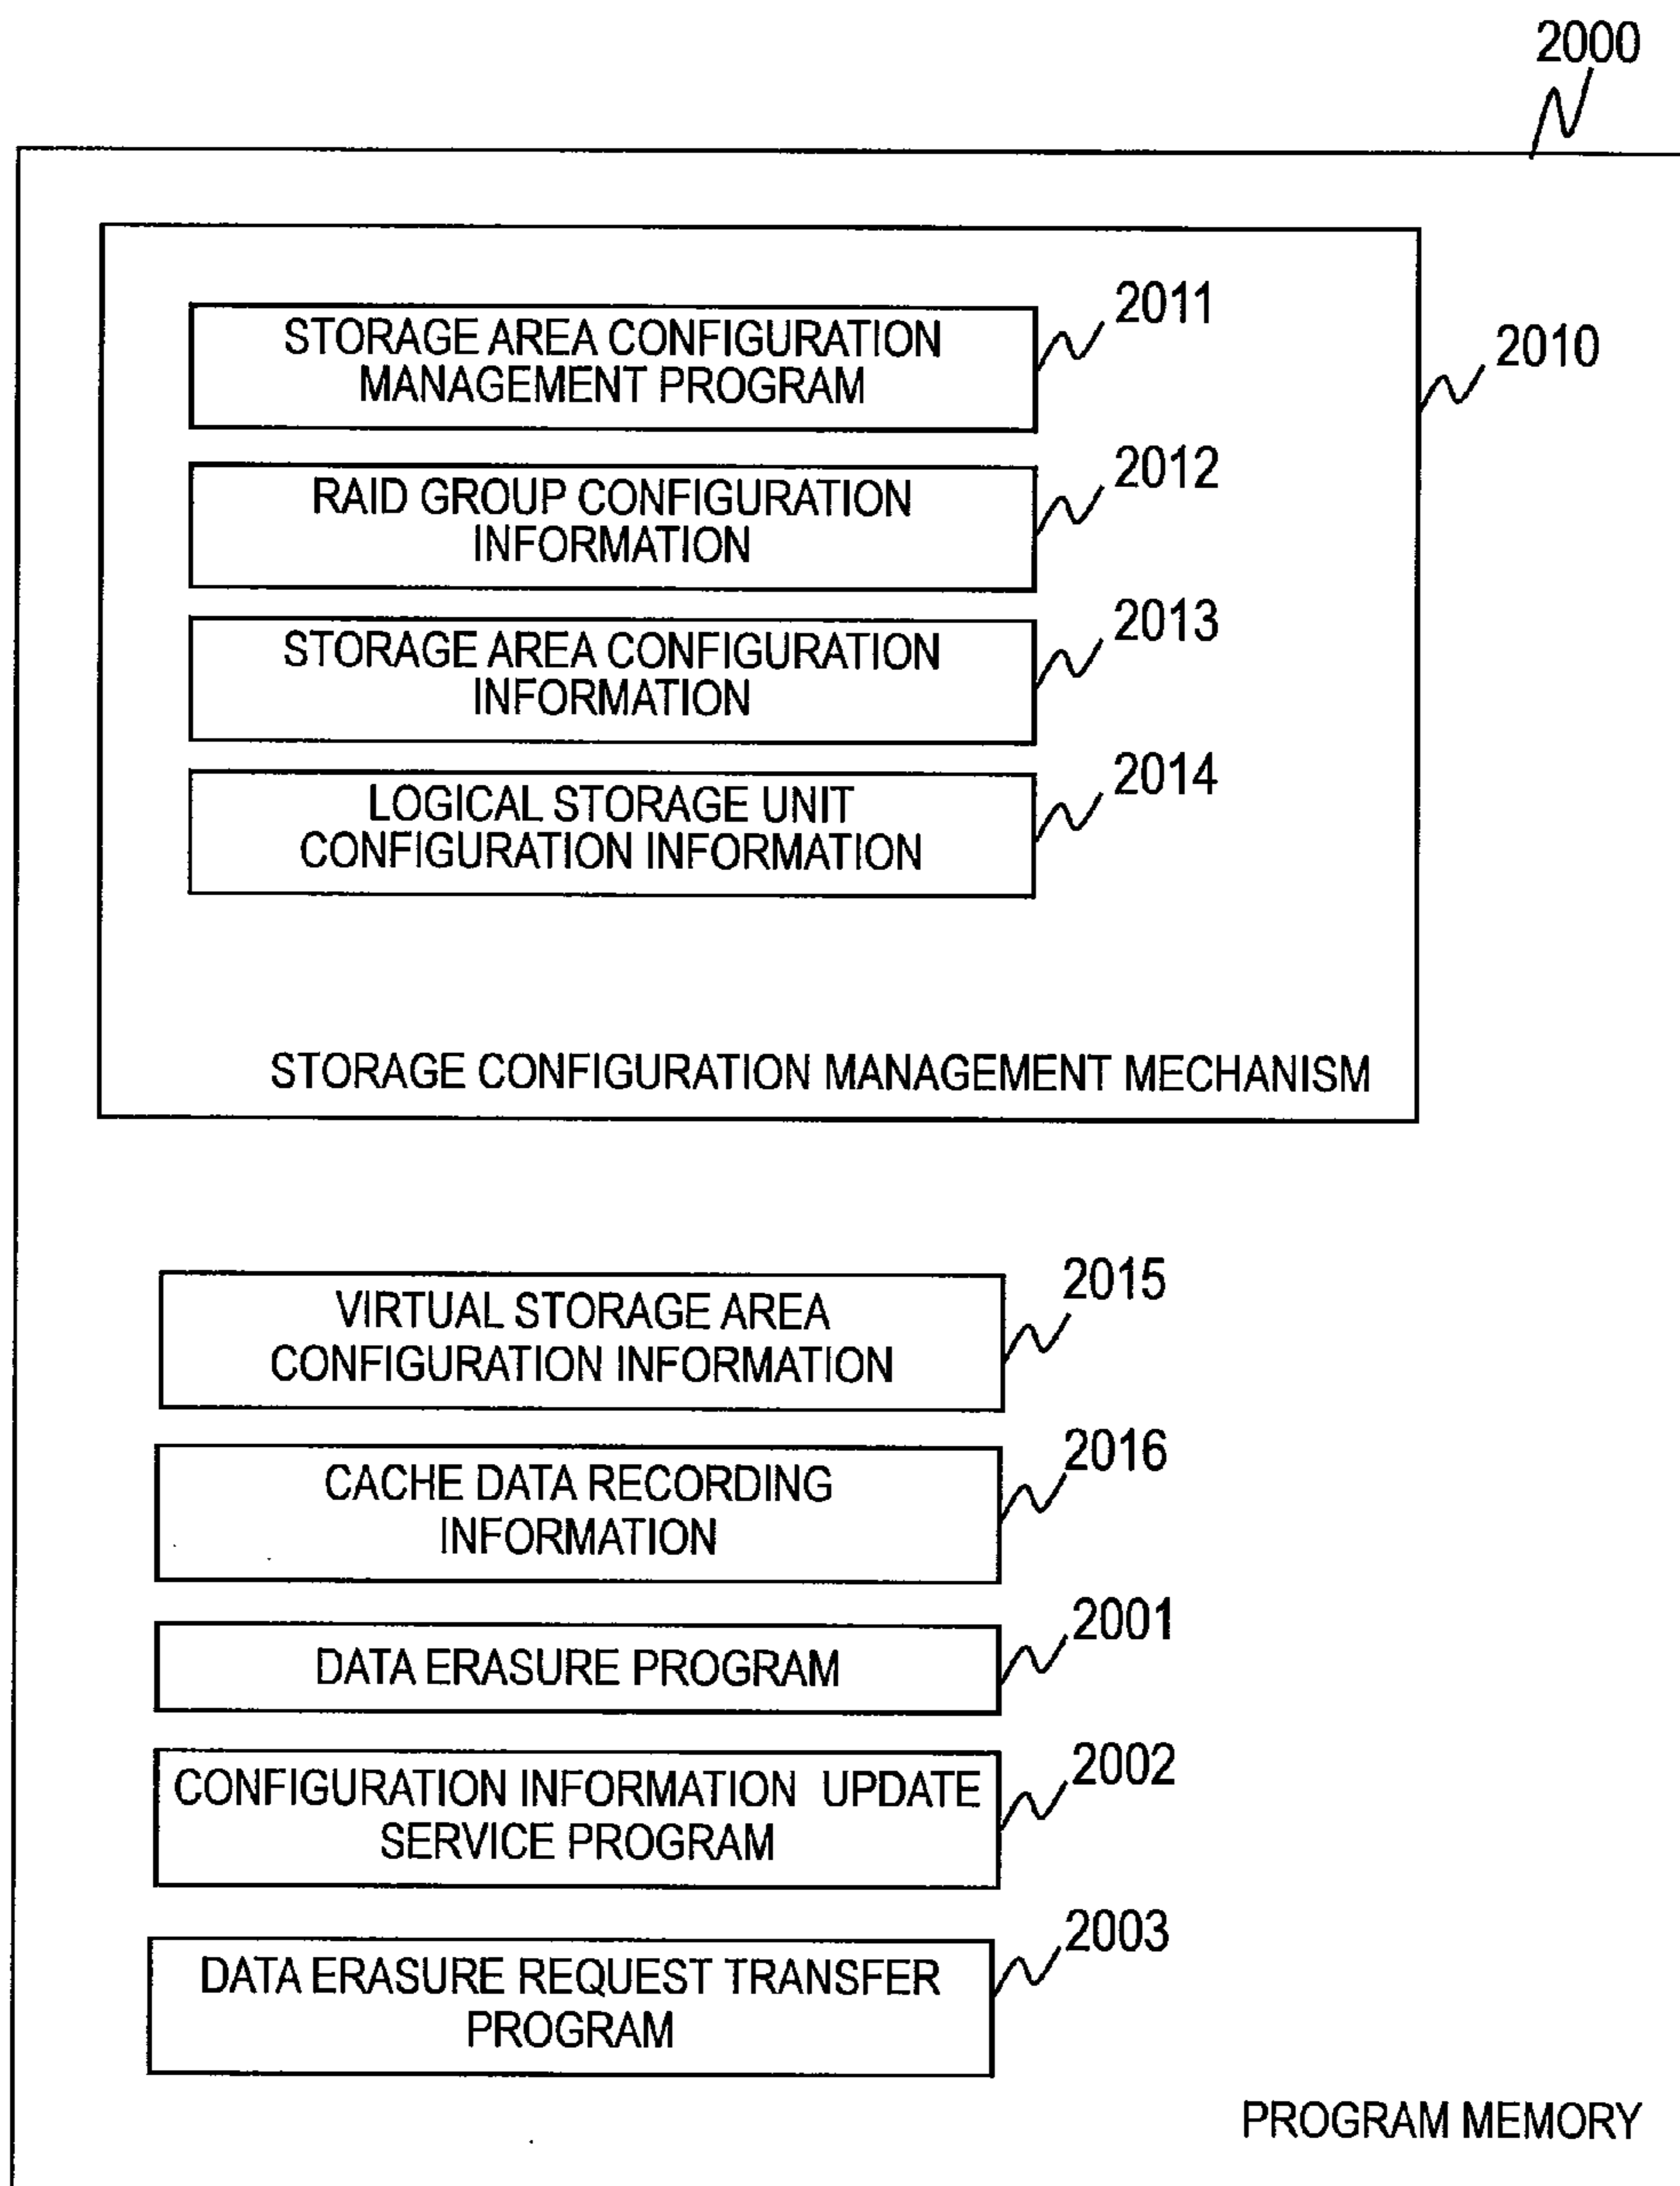 2000
STORAGE AREA CONFIGURATION
MANAGEMENT PROGRAM
2011
2010
RAID GROUP CONFIGURATION
INFORMATION
2012
STORAGE AREA CONFIGURATION
INFORMATION
2013
LOGICAL STORAGE UNIT
CONFIGURATION INFORMATION
2014
STORAGE CONFIGURATION MANAGEMENT MECHANISM
VIRTUAL STORAGE AREA
CONFIGURATION INFORMATION
2015
CACHE DATA RECORDING
INFORMATION
2016
DATA ERASURE PROGRAM
2001
CONFIGURATION INFORMATION UPDATE
SERVICE PROGRAM
2002
DATA ERASURE REQUEST TRANSFER
PROGRAM
2003
PROGRAM MEMORY